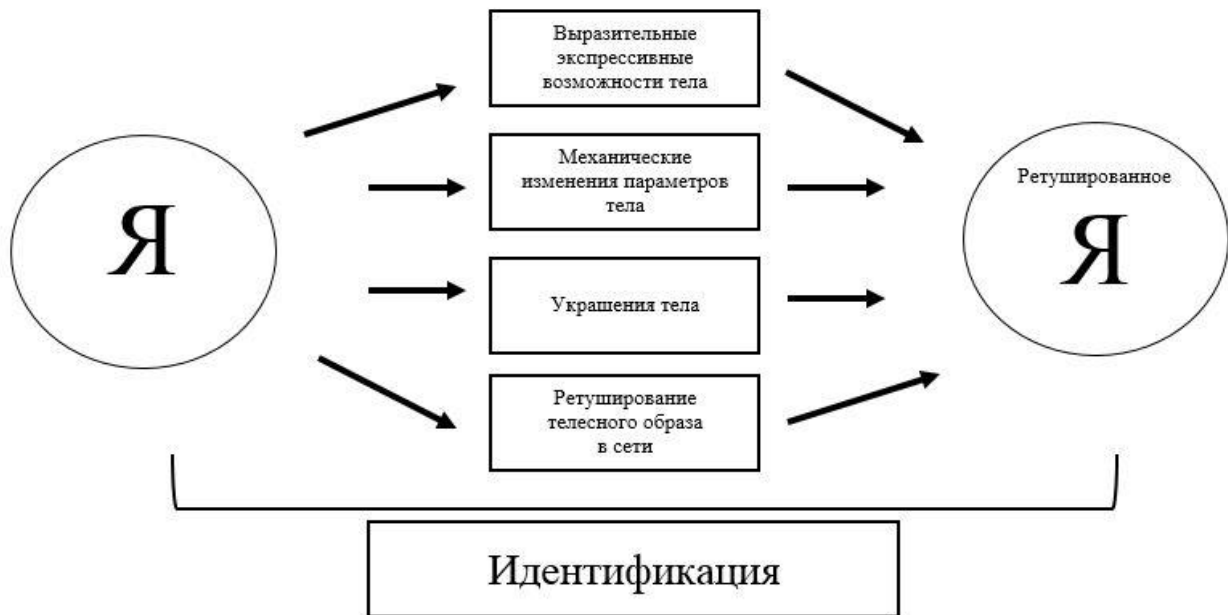 Я
Выразительные
экспрессивные
возможности тела
Механические
изменения параметров
тела
Украшения тела
Ретуширование
телесного образа
в сети
Ретушированное
Я
Идентификация